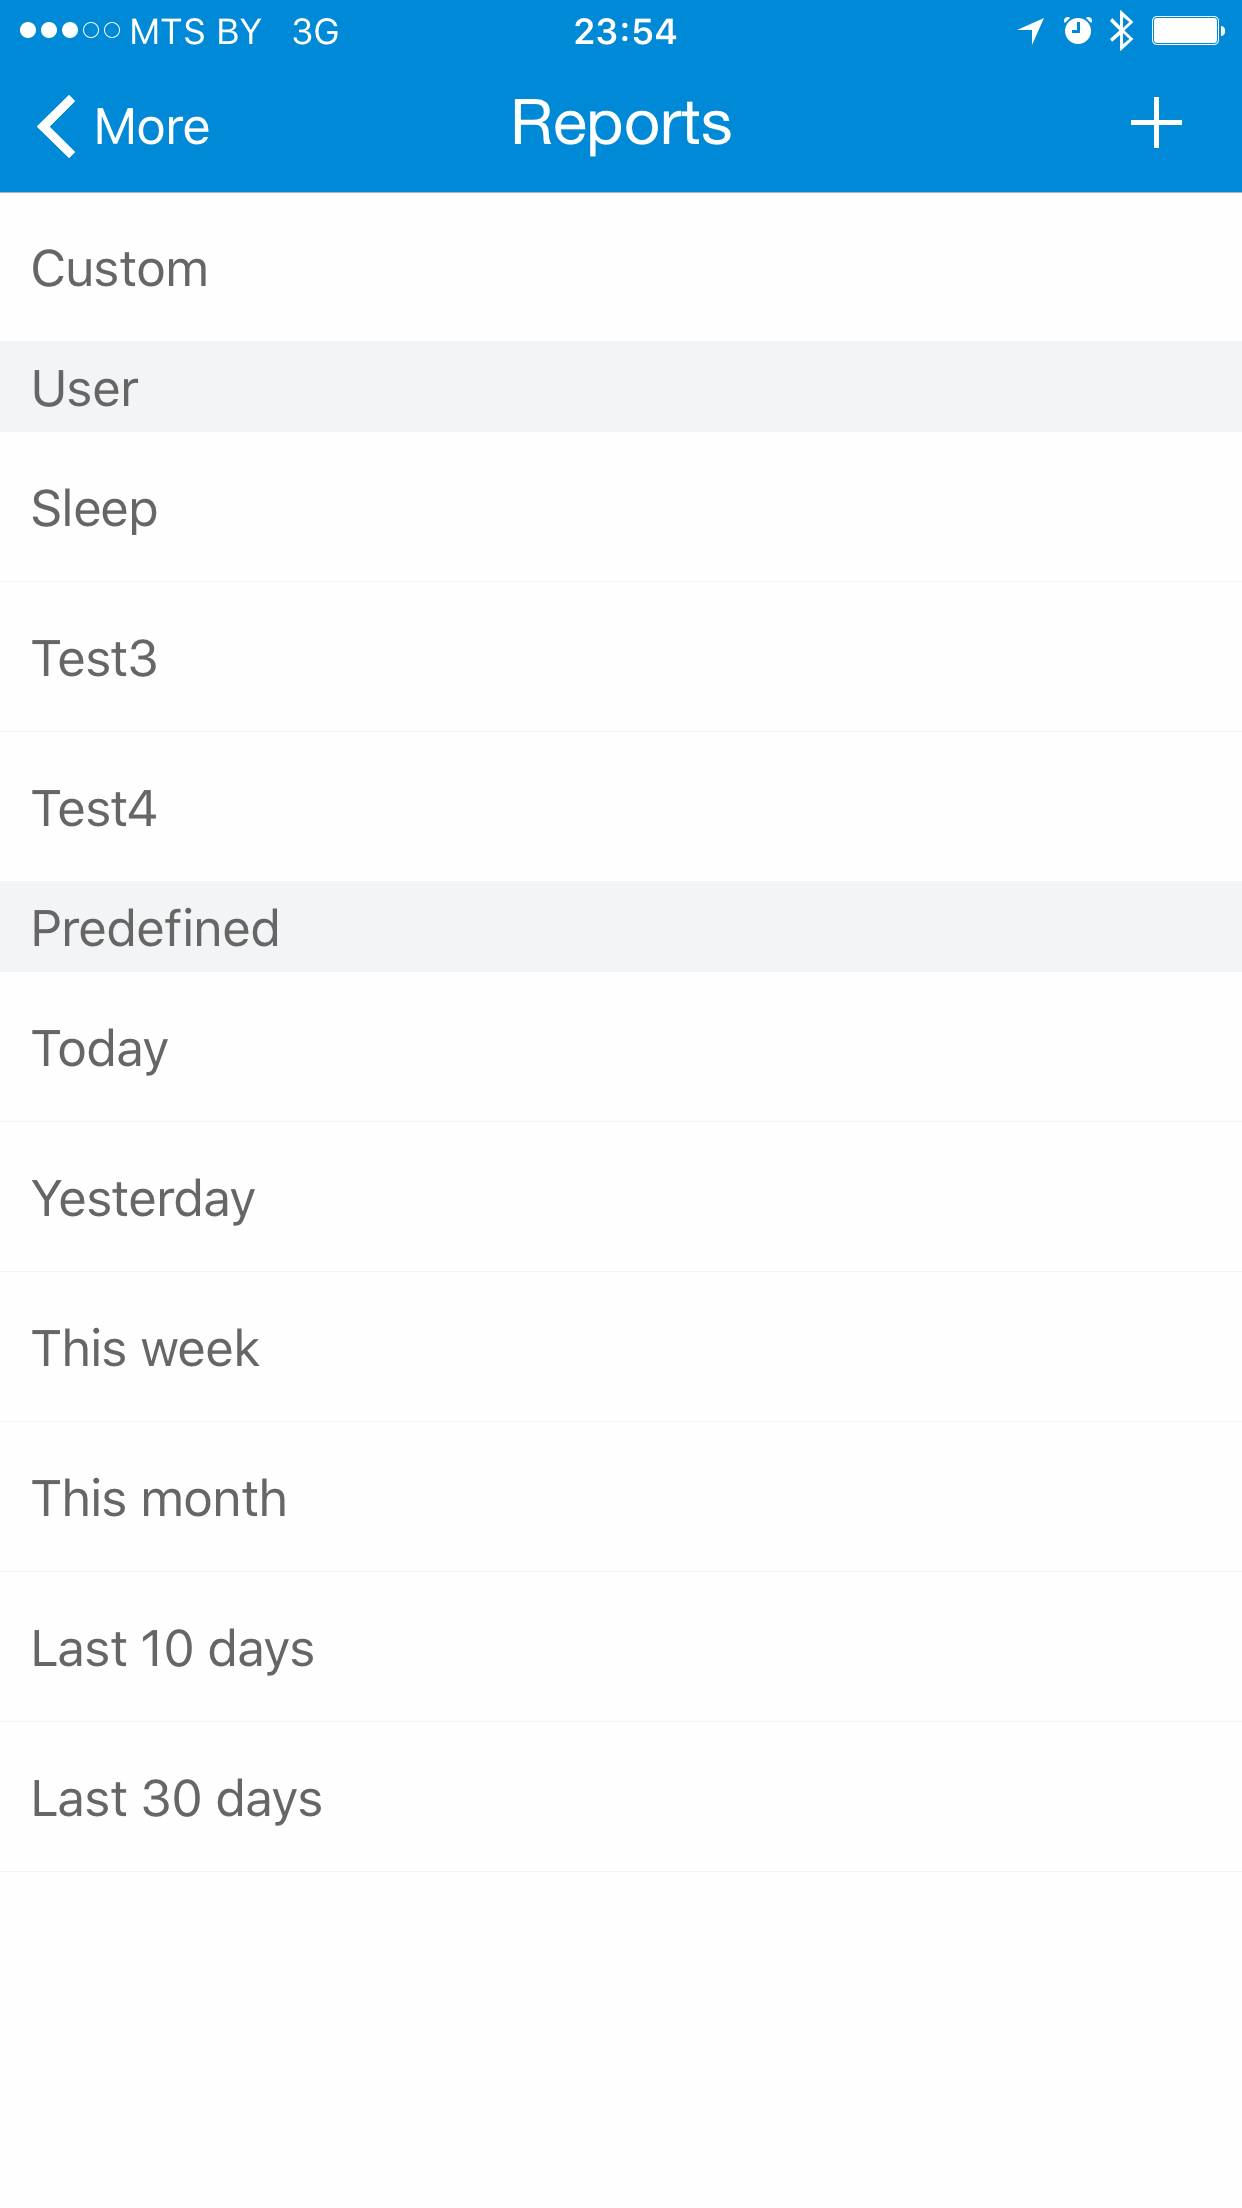 MTS BY 3G 23:54
More Reports
Custom
User
Sleep
Test3
Test4
Predefined
Today
Yesterday
This week
This month
Last 10 days
Last 30 days